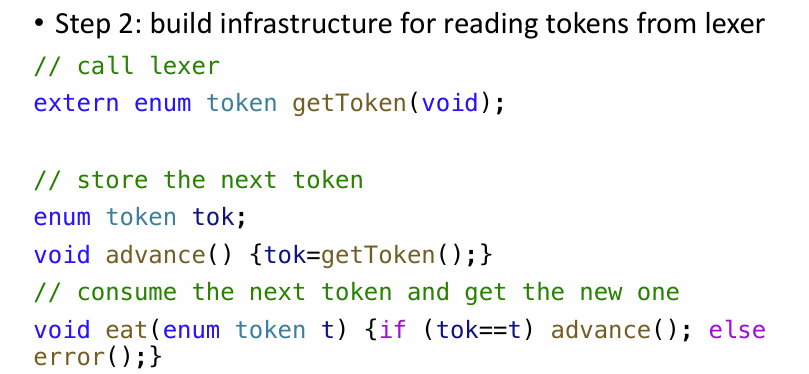 • Step 2: build infrastructure for reading tokens from lexer
// call lexer
extern enum token getToken(void);
// store the next token
enum token tok;
void advance() {tok=getToken();}
// consume the next token and get the new one
void eat(enum token t) {if (tok==t) advance(); else
error();}